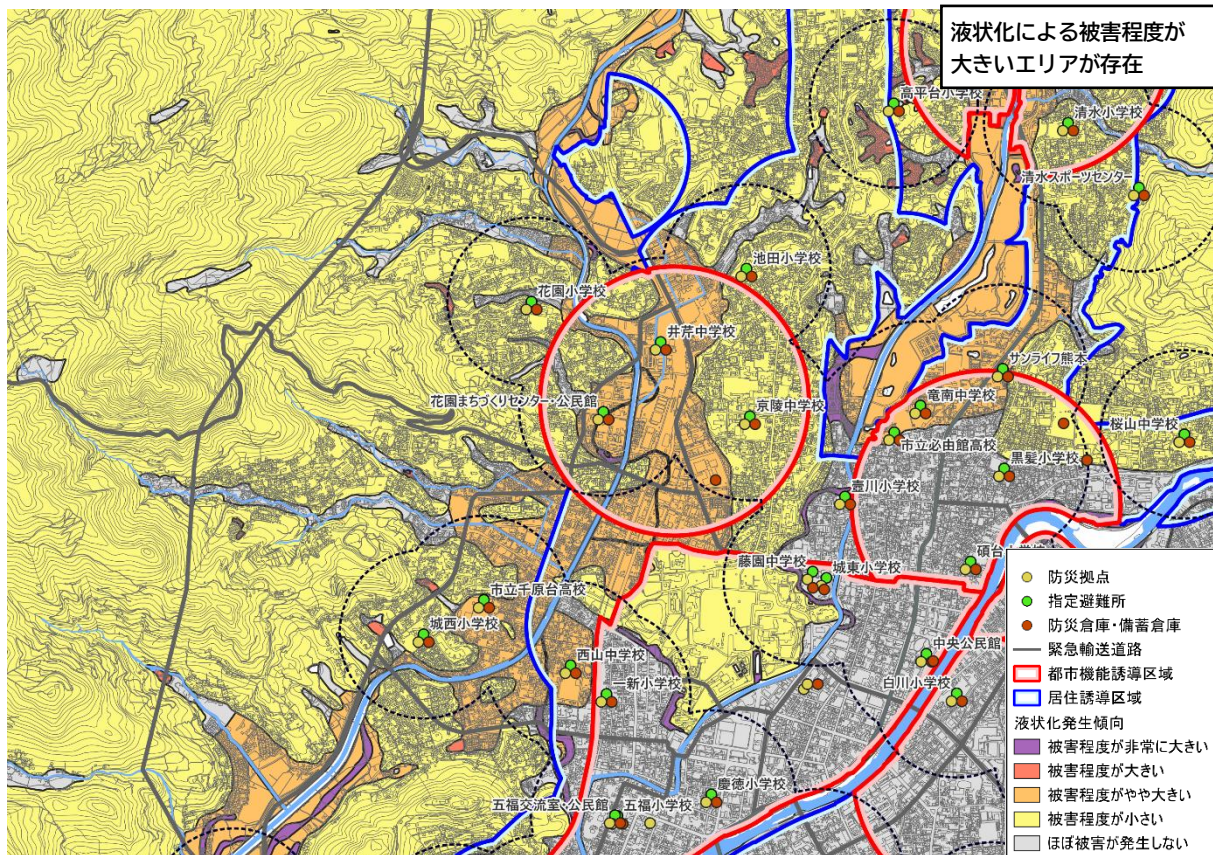 液状化による被害程度が
大きいエリアが存在
高平台小学校
清水小学校
清水スポーツセンター
池田小学校
花園小学校
井芹中学校
サンライフ熊本
花園まちづくりセンター・公民館
京陵中学校
竜南中学校
桜山中学校
市立必由館高校
黒髪小学校
壺川小学校
藤園中学校
城東小学校
碩台
市立千原台高校
城西小学校
西山中学校
中央公民館
一新小学校
白川小学校
慶徳小学校
五福交流室・公民館
五福小学校
防災拠点
指定避難所
防災倉庫・備蓄倉庫
緊急輸送道路
都市機能誘導区域
居住誘導区域
液状化発生傾向
被害程度が非常に大きい
被害程度が大きい
被害程度がやや大きい
被害程度が小さい
ほぼ被害が発生しない